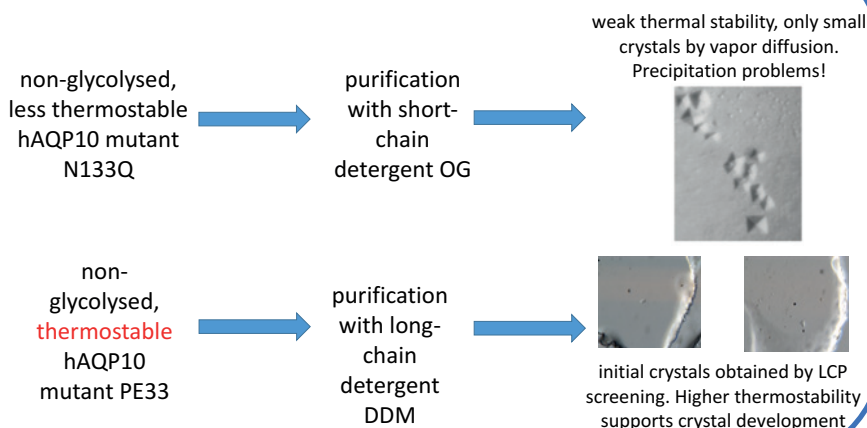 non-glycolysed,
less thermostable
hAQP10 mutant
N133Q
purification
with short-
chain
detergent OG
weak thermal stability, only small
crystals by vapor diffusion.
Precipitation problems!
non-
glycolysed,
thermostable
hAQP10
mutant PE33
purification
with long-
chain
detergent
DDM
initial crystals obtained by LCP
screening. Higher thermostability
supports crystal development